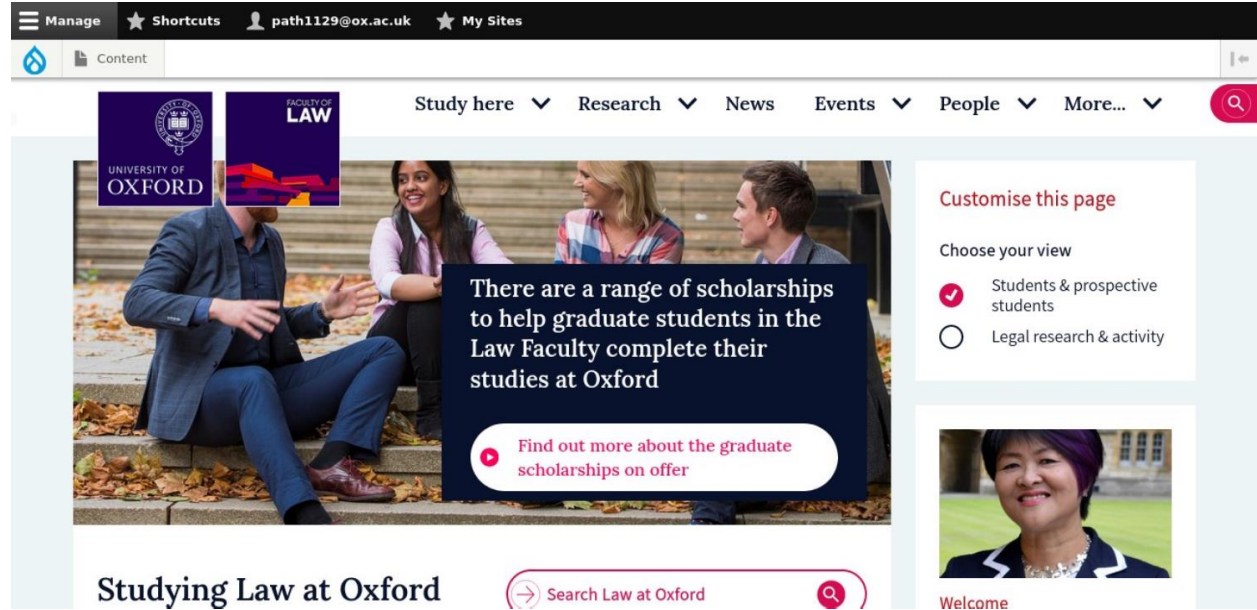 Manage Shortcuts path1129@ox.ac.uk My Sites
Content
UNIVERSITY OF
OXFORD
FACULTY OF
LAW
Study here Research News Events People More...
There are a range of scholarships
to help graduate students in the
Law Faculty complete their
studies at Oxford
Find out more about the graduate
scholarships on offer
Customise this page
Choose your view
Students & prospective
students
Legal research & activity
Studying Law at Oxford
Search Law at Oxford
Welcome